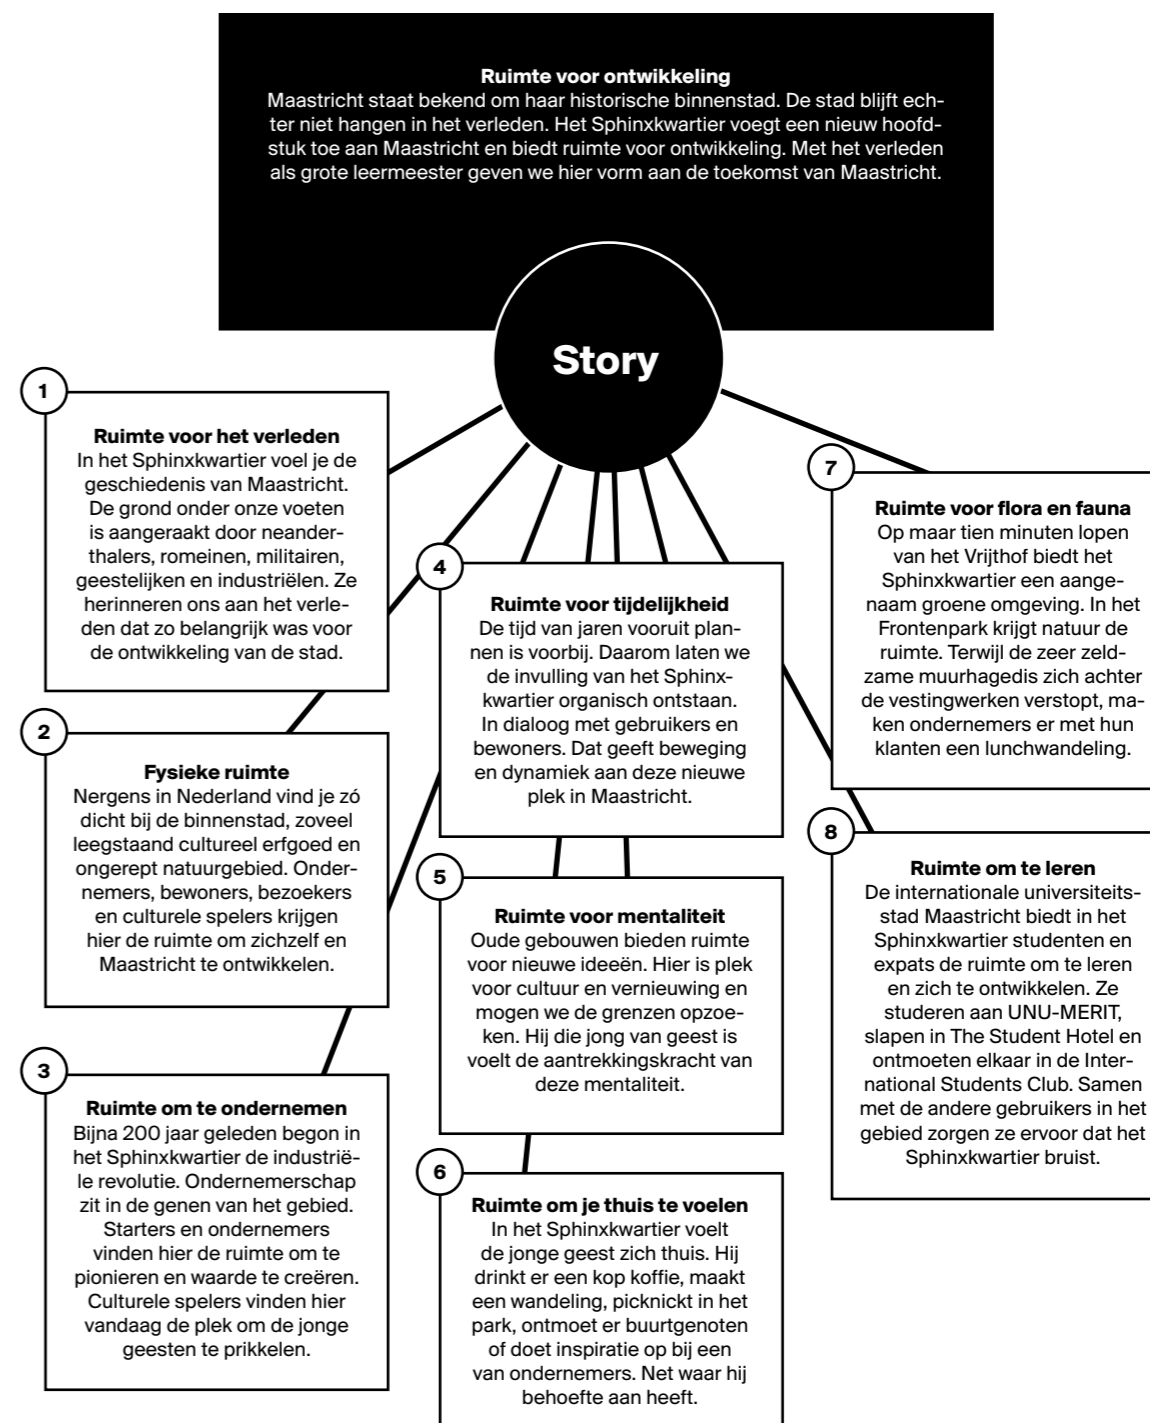 Ruimte voor ontwikkeling
Maastricht staat bekend om haar historische binnenstad. De stad blijft ech-
ter niet hangen in het verleden. Het Sphinxkwartier voegt een nieuw hoofd-
stuk toe aan Maastricht en biedt ruimte voor ontwikkeling. Met het verleden
als grote leermeester geven we hier vorm aan de toekomst van Maastricht.
Story
1
Ruimte voor het verleden
In het Sphinxkwartier voel je de
geschiedenis van Maastricht.
De grond onder onze voeten
is aangeraakt door neander-
thalers, romeinen, militairen,
geestelijken en industriëlen. Ze
herinneren ons aan het verle-
den dat zo belangrijk was voor
de ontwikkeling van de stad.
2
Fysieke ruimte
Nergens in Nederland vind je zó
dicht bij de binnenstad, zoveel
leegstaand cultureel erfgoed en
ongerept natuurgebied. Onder-
nemers, bewoners, bezoekers
en culturele spelers krijgen
hier de ruimte om zichzelf en
Maastricht te ontwikkelen.
3
Ruimte om te ondernemen
Bijna 200 jaar geleden begon in
het Sphinxkwartier de industrië-
le revolutie. Ondernemerschap
zit in de genen van het gebied.
Starters en ondernemers
vinden hier de ruimte om te
pionieren en waarde te creëren.
Culturele spelers vinden hier
vandaag de plek om de jonge
geesten te prikkelen.
4
Ruimte voor tijdelijkheid
De tijd van jaren vooruit plan-
nen is voorbij. Daarom laten we
de invulling van het Sphinx-
kwartier organisch ontstaan.
In dialoog met gebruikers en
bewoners. Dat geeft beweging
en dynamiek aan deze nieuwe
plek in Maastricht.
5
Ruimte voor mentaliteit
Oude gebouwen bieden ruimte
voor nieuwe ideeën. Hier is plek
voor cultuur en vernieuwing en
mogen we de grenzen opzoe-
ken. Hij die jong van geest is
voelt de aantrekkingskracht van
deze mentaliteit.
6
Ruimte om je thuis te voelen
In het Sphinxkwartier voelt
de jonge geest zich thuis. Hij
drinkt er een kop koffie, maakt
een wandeling, picknickt in het
park, ontmoet er buurtgenoten
of doet inspiratie op bij een
van ondernemers. Net waar hij
behoefte aan heeft.
7
Ruimte voor flora en fauna
Op maar tien minuten lopen
van het Vrijthof biedt het
Sphinxkwartier een aange-
naam groene omgeving. In het
Frontenpark krijgt natuur de
ruimte. Terwijl de zeer zeld-
zame muurhagedis zich achter
de vestingwerken verstopt, ma-
ken ondernemers er met hun
klanten een lunchwandeling.
8
Ruimte om te leren
De internationale universiteits-
stad Maastricht biedt in het
Sphinxkwartier studenten en
expats de ruimte om te leren
en zich te ontwikkelen. Ze
studeren aan UNU-MERIT,
slapen in The Student Hotel en
ontmoeten elkaar in de Inter-
national Students Club. Samen
met de andere gebruikers in het
gebied zorgen ze ervoor dat het
Sphinxkwartier bruist.